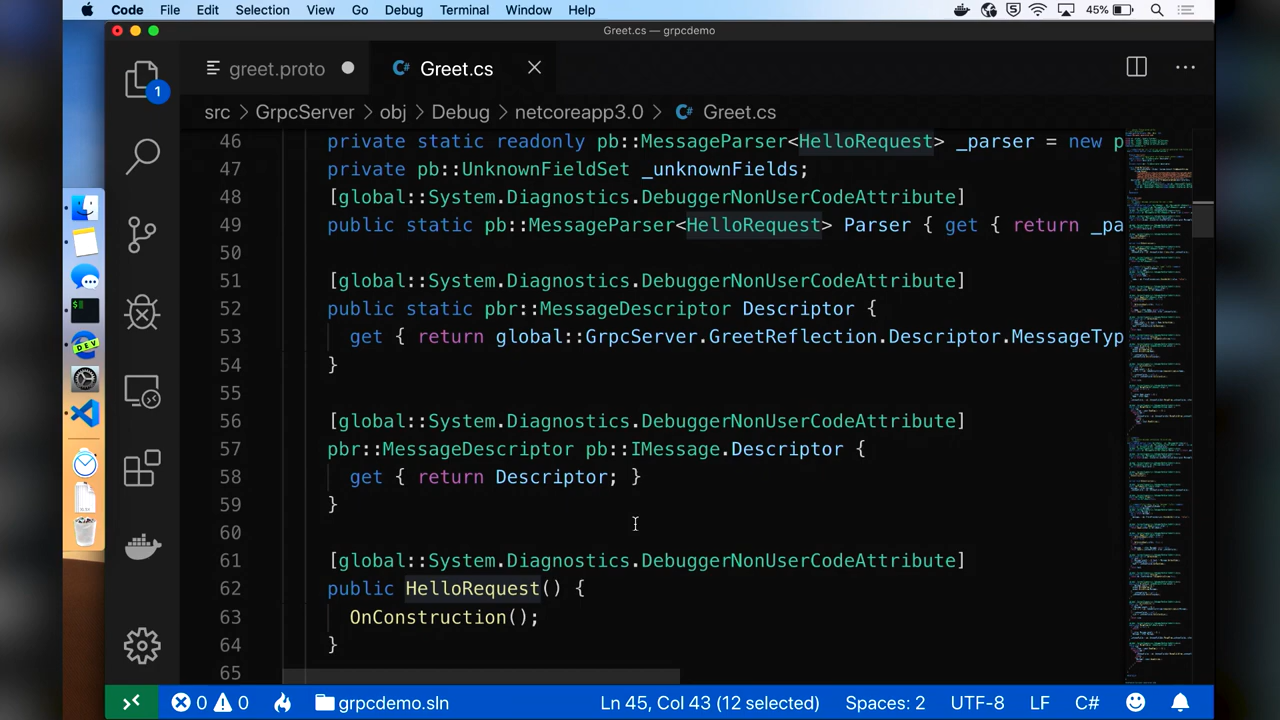 Code File Edit Selection View Go Debug Terminal Window Help 5 45%
Greet.cs — grpcdemo
greet.proto C# Greet.cs
1
src > GrpcServer > obj > Debug > netcoreapp3.0 > C# Greet.cs
46 private static readonly pb::MessageParser<HelloRequest> _parser = new p
47 private pb::UnknownFieldSet _unknownFields;
48 [global::System.Diagnostics.DebuggerNonUserCodeAttribute]
49 public static pb::MessageParser<HelloRequest> Parser { get { return _pa
50
51 [global::System.Diagnostics.DebuggerNonUserCodeAttribute]
52 public static pbr::MessageDescriptor Descriptor {
53 get { return global::GrpcServer.GreetReflection.Descriptor.MessageTyp
54 }
55
56 [global::System.Diagnostics.DebuggerNonUserCodeAttribute]
57 pbr::MessageDescriptor pb::IMessage.Descriptor {
58 get { return Descriptor; }
59 }
60
61 [global::System.Diagnostics.DebuggerNonUserCodeAttribute]
62 public HelloRequest() {
63 OnConstruction();
64 }
65
DEV
0 0 grpcdemo.sln Ln 45, Col 43 (12 selected) Spaces: 2 UTF-8 LF C#